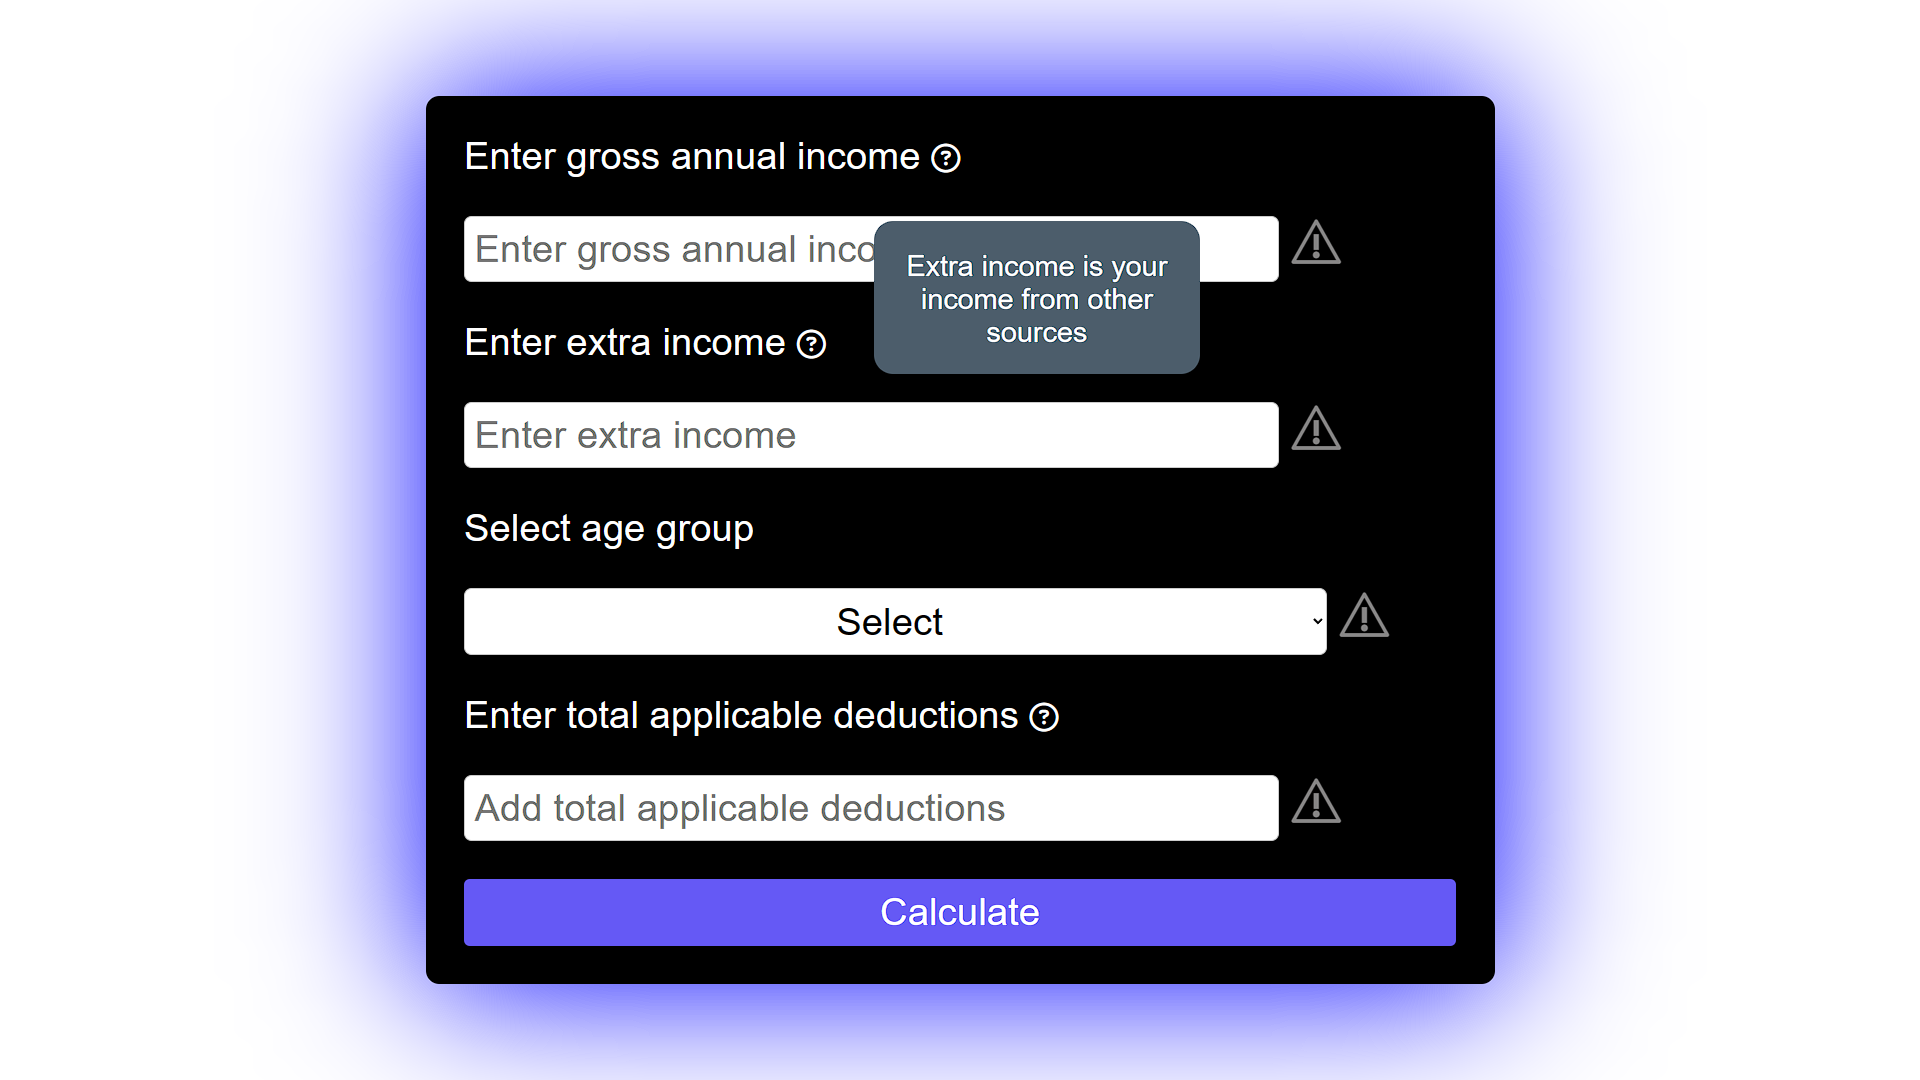 Enter gross annual income
Enter gross annual inco
Extra income is your
income from other
sources
Enter extra income
Enter extra income
Select age group
Select
Enter total applicable deductions
Add total applicable deductions
Calculate